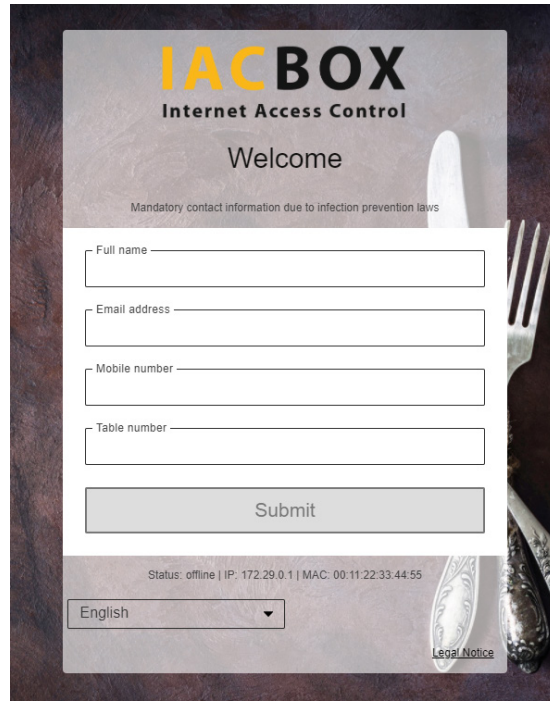 IACBOX
Internet Access Control
Welcome
Mandatory contact information due to infection prevention laws
Full name
Email address
Mobile number
Table number
Submit
Status: offline | IP: 172.29.0.1 | MAC: 00:11:22:33:44:55
English
Legal Notice